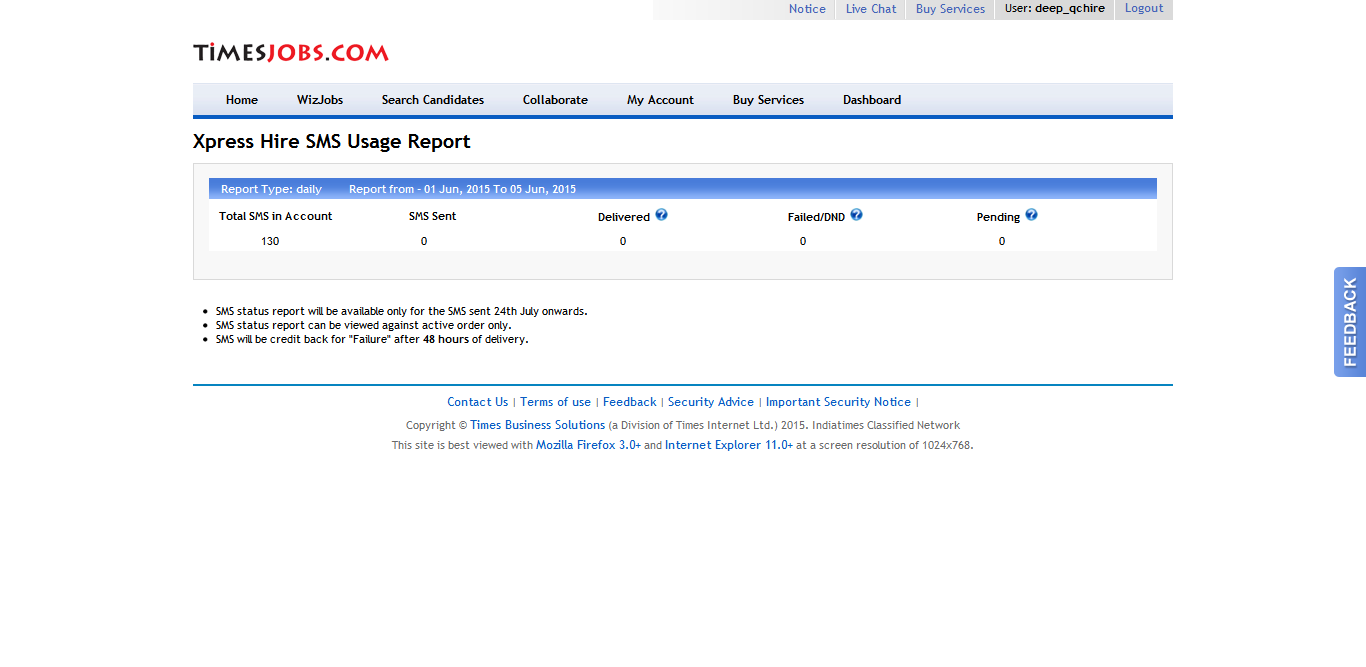 Notice Live Chat Buy Services User: deep_qchire Logout
TiMESJOBS.COM
Home WizJobs Search Candidates Collaborate My Account Buy Services Dashboard
Xpress Hire SMS Usage Report
Report Type: daily Report from - 01 Jun, 2015 To 05 Jun, 2015
Total SMS in Account SMS Sent Delivered ? Failed/DND ? Pending ?
130 0 0 0 0
FEEDBACK
• SMS status report will be available only for the SMS sent 24th July onwards.
• SMS status report can be viewed against active order only.
• SMS will be credit back for "Failure" after 48 hours of delivery.
Contact Us | Terms of use | Feedback | Security Advice | Important Security Notice |
Copyright © Times Business Solutions (a Division of Times Internet Ltd.) 2015. Indiatimes Classified Network
This site is best viewed with Mozilla Firefox 3.0+ and Internet Explorer 11.0+ at a screen resolution of 1024x768.